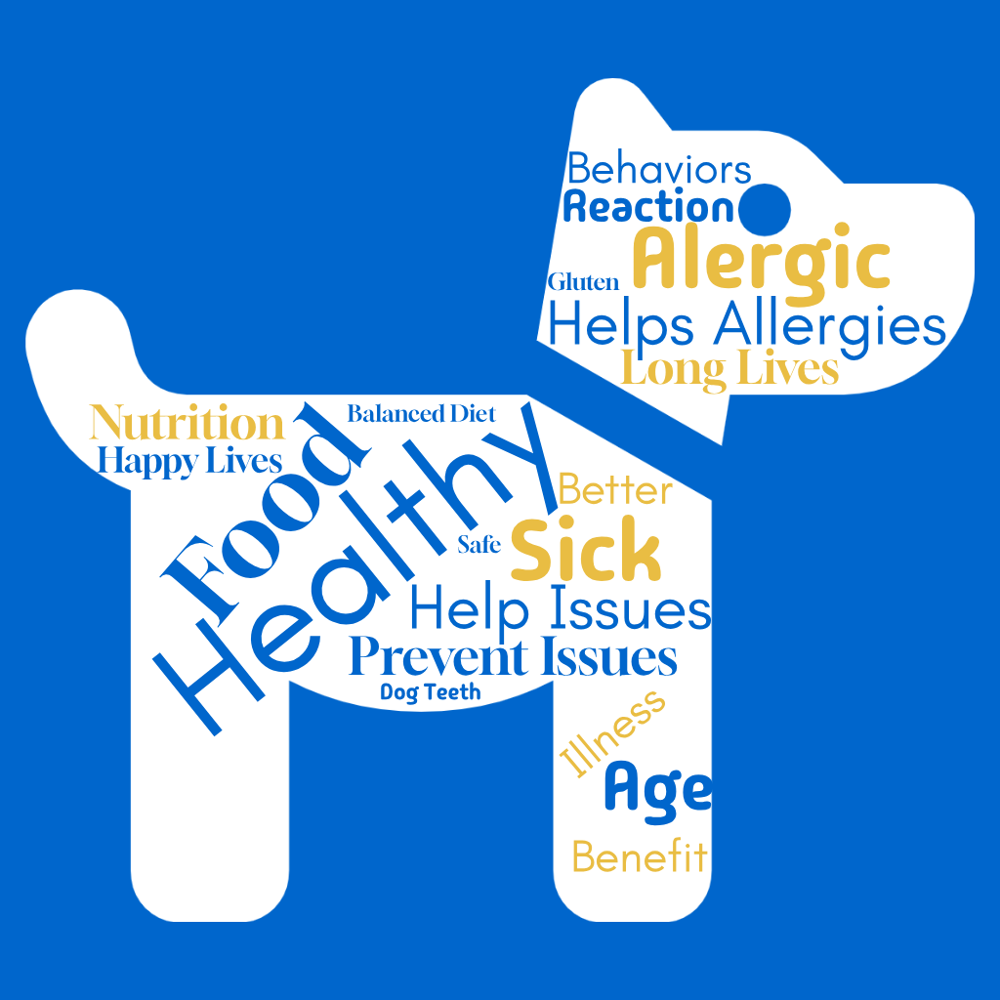 Behaviors
Reaction
Alergic
Gluten
Helps Allergies
Long Lives
Nutrition
Happy Lives
Food
Balanced Diet
Healthy
Better
Safe
Sick
Help Issues
Prevent Issues
Dog Teeth
Illness
Age
Benefit